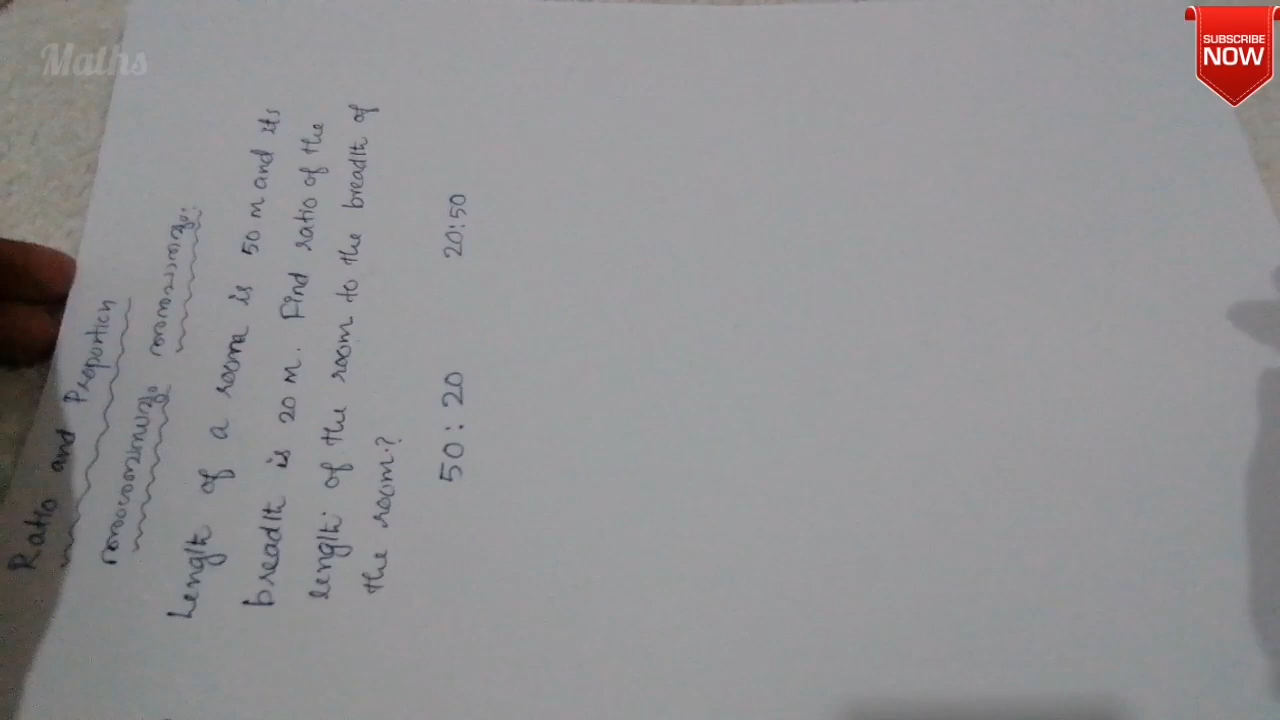 Maths
SUBSCRIBE
NOW
Ratio and Proportion
Length of a room is 50 m and its
breadth is 20 m. Find ratio of the
length of the room to the breadth of
the room?
50 : 20 20:50